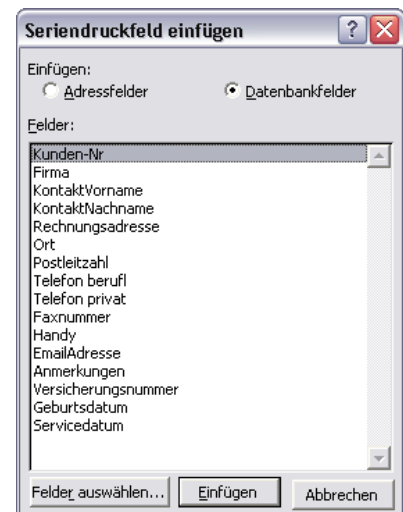 Seriendruckfeld einfügen
Einfügen:
Adressfelder Datenbankfelder
Felder:
Kunden-Nr
Firma
KontaktVorname
KontaktNachname
Rechnungsadresse
Ort
Postleitzahl
Telefon berufl
Telefon privat
Faxnummer
Handy
EmailAdresse
Anmerkungen
Versicherungsnummer
Geburtsdatum
Servicedatum
Felder auswählen... Einfügen Abbrechen